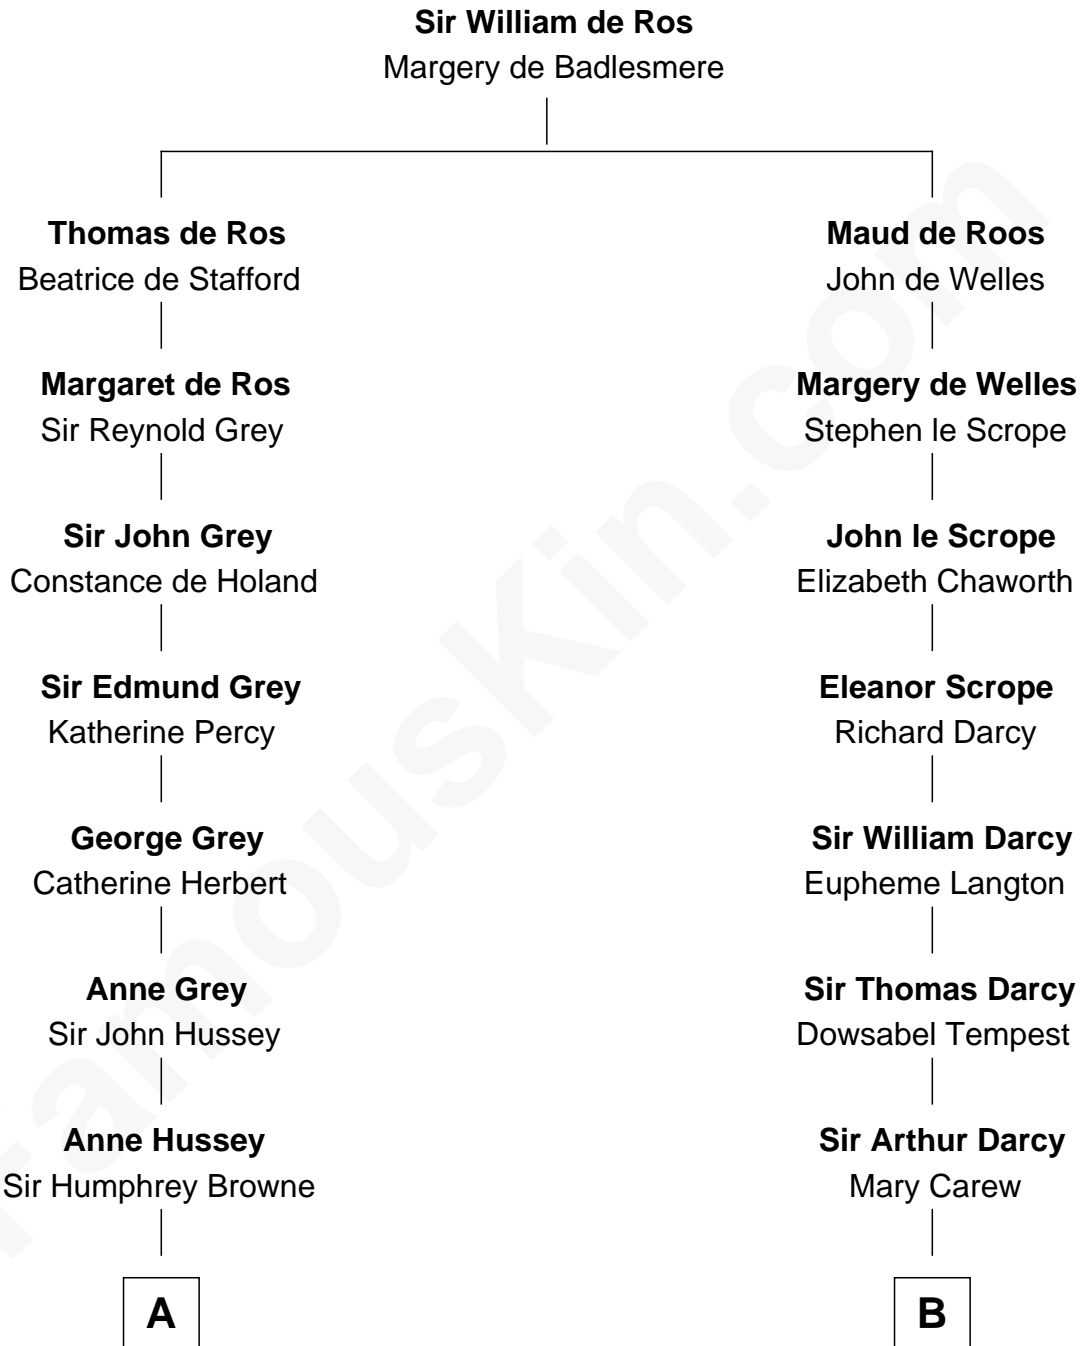 Sir William de Ros
Margery de Badlesmere
Thomas de Ros
Beatrice de Stafford
Margaret de Ros
Sir Reynold Grey
Sir John Grey
Constance de Holand
Sir Edmund Grey
Katherine Percy
George Grey
Catherine Herbert
Anne Grey
Sir John Hussey
Anne Hussey
Sir Humphrey Browne
A
Maud de Roos
John de Welles
Margery de Welles
Stephen le Scrope
John le Scrope
Elizabeth Chaworth
Eleanor Scrope
Richard Darcy
Sir William Darcy
Eupheme Langton
Sir Thomas Darcy
Dowsabel Tempest
Sir Arthur Darcy
Mary Carew
B
FamousKin.com